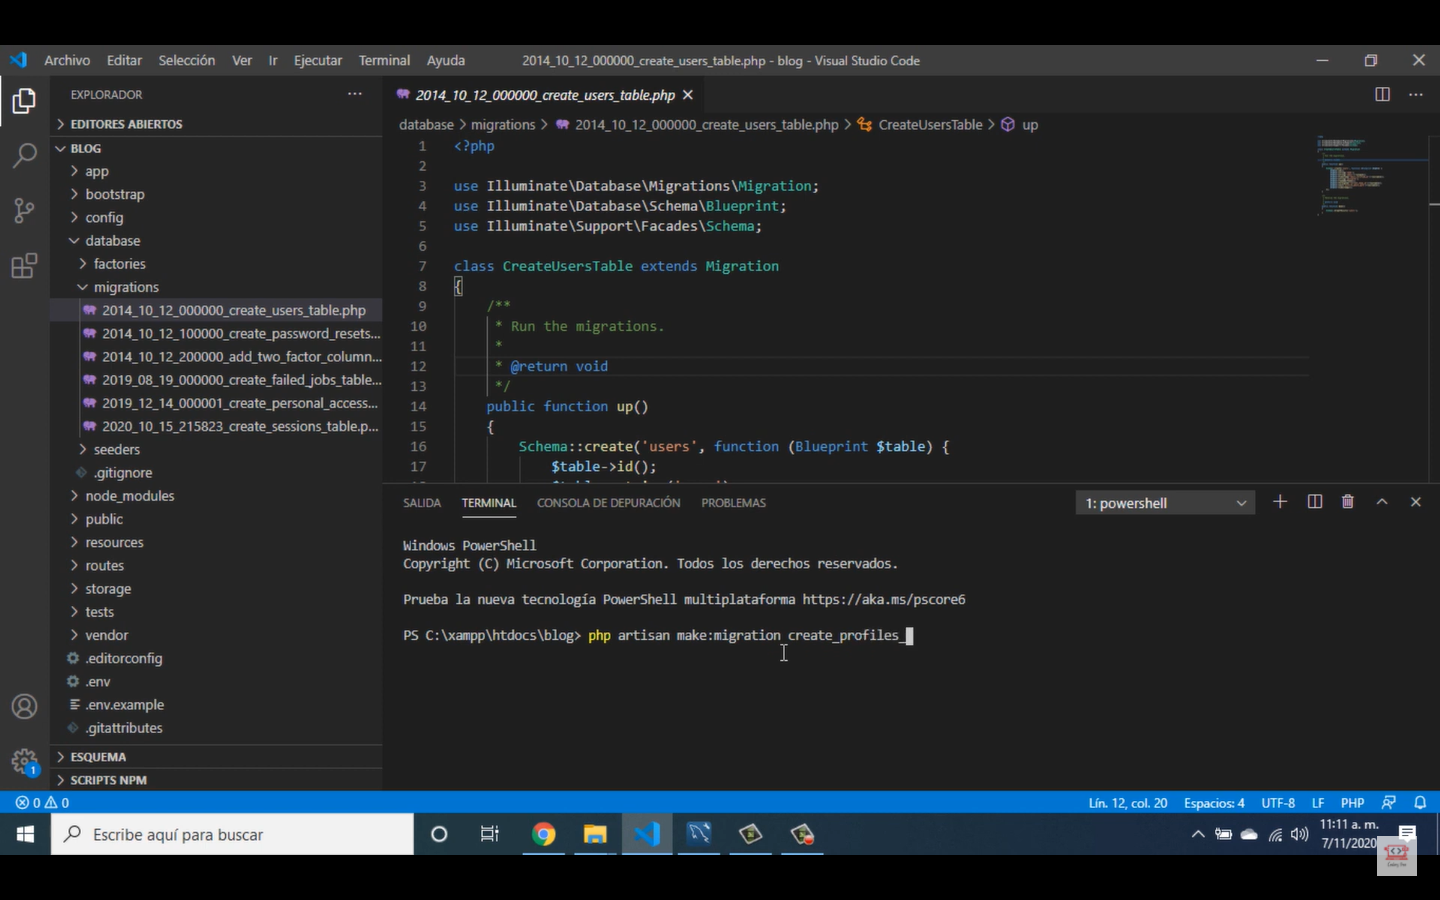 Archivo Editar Selección Ver Ir Ejecutar Terminal Ayuda 2014_10_12_000000_create_users_table.php - blog - Visual Studio Code
EXPLORADOR
EDITORES ABIERTOS
BLOG
app
bootstrap
config
database
factories
migrations
2014_10_12_000000_create_users_table.php
2014_10_12_100000_create_password_resets...
2014_10_12_200000_add_two_factor_column...
2019_08_19_000000_create_failed_jobs_table...
2019_12_14_000001_create_personal_access...
2020_10_15_215823_create_sessions_table.p...
seeders
.gitignore
node_modules
public
resources
routes
storage
tests
vendor
.editorconfig
.env
.env.example
.gitattributes
ESQUEMA
SCRIPTS NPM
2014_10_12_000000_create_users_table.php
database > migrations > 2014_10_12_000000_create_users_table.php > CreateUsersTable > up
1 <?php
2
3 use Illuminate\Database\Migrations\Migration;
4 use Illuminate\Database\Schema\Blueprint;
5 use Illuminate\Support\Facades\Schema;
6
7 class CreateUsersTable extends Migration
8 {
9 /**
10 * Run the migrations.
11 *
12 * @return void
13 */
14 public function up()
15 {
16 Schema::create('users', function (Blueprint $table) {
17 $table->id();
SALIDA TERMINAL CONSOLA DE DEPURACIÓN PROBLEMAS 1: powershell
Windows PowerShell
Copyright (C) Microsoft Corporation. Todos los derechos reservados.
Prueba la nueva tecnología PowerShell multiplataforma https://aka.ms/pscore6
PS C:\xampp\htdocs\blog> php artisan make:migration create_profiles_
1
0 0 Lín. 12, col. 20 Espacios: 4 UTF-8 LF PHP
Escribe aquí para buscar
11:11 a. m.
7/11/2020